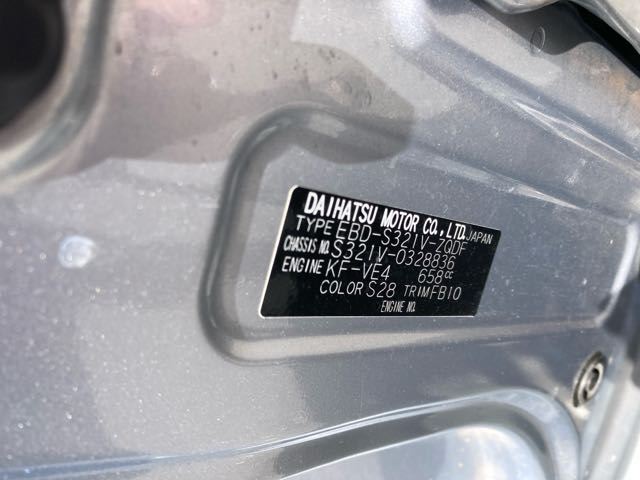 DAIHATSU MOTOR CO., LTD. JAPAN
TYPE EBD-S321V-ZQDF
CHASSIS NO. S321V-0328836
ENGINE KF-VE4 658cc
COLOR S28 TRIM FB10
ENGINE NO.